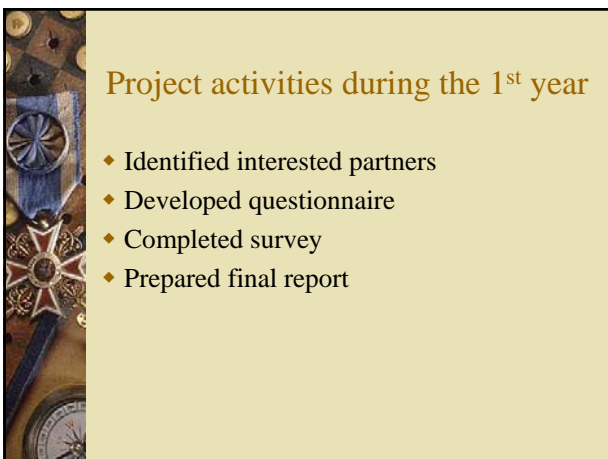 Project activities during the 1st year
◆ Identified interested partners
◆ Developed questionnaire
◆ Completed survey
◆ Prepared final report